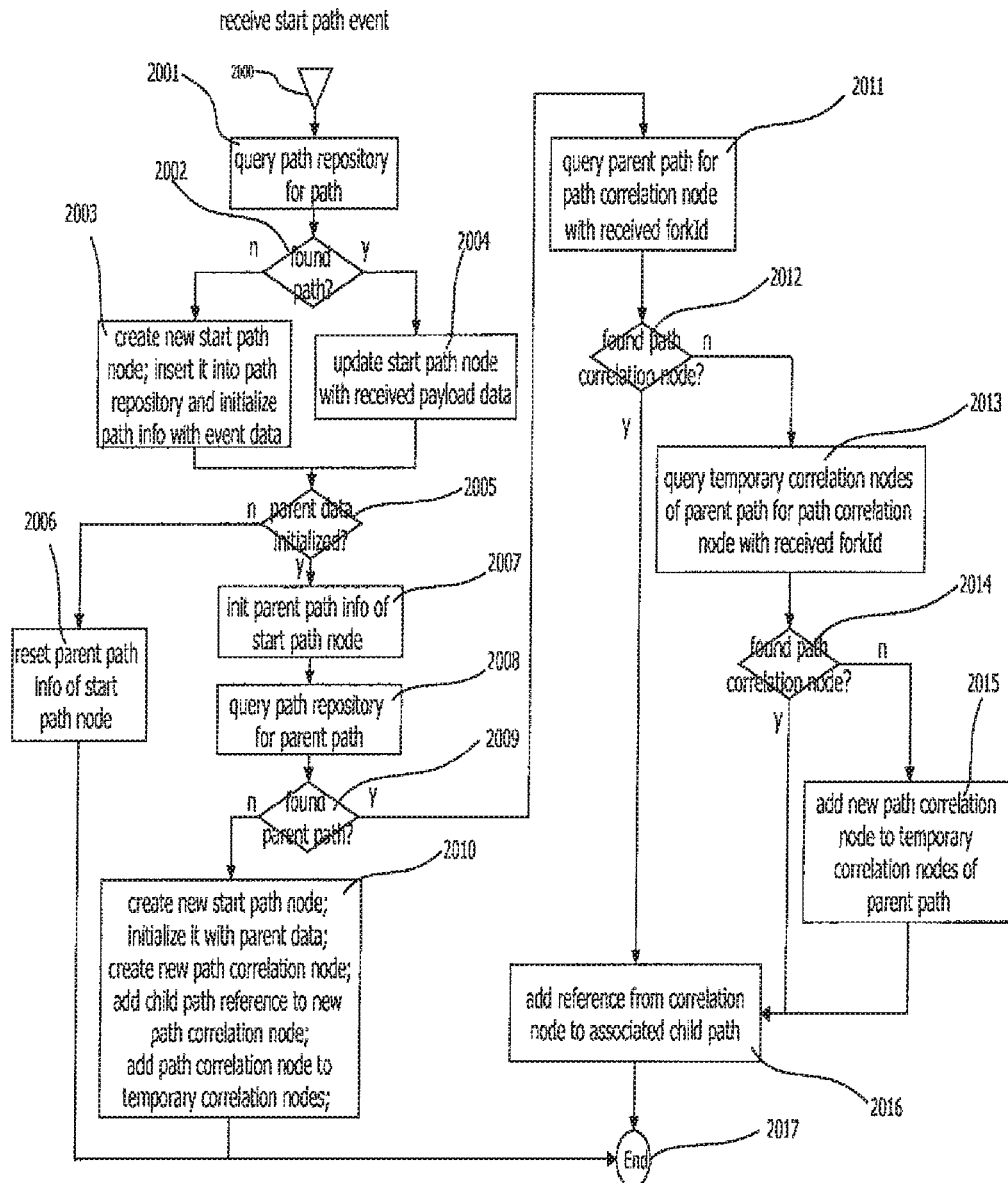 receive start path event
2000
2001
query path repository
for path
2002
found
path?
n
y
2003
create new start path
node; insert it into path
repository and initialize
path info with event data
2004
update start path node
with received payload data
2005
parent data
initialized?
n
y
2006
reset parent path
info of start
path node
2007
init parent path info of
start path node
2008
query path repository
for parent path
2009
found
parent path?
n
y
2010
create new start path node;
initialize it with parent data;
create new path correlation node;
add child path reference to new
path correlation node;
add path correlation node to
temporary correlation nodes;
2011
query parent path for
path correlation node
with received forkId
2012
found path
correlation node?
n
y
2013
query temporary correlation nodes
of parent path for path correlation
node with received forkId
2014
found path
correlation node?
n
y
2015
add new path correlation
node to temporary
correlation nodes of
parent path
add reference from correlation
node to associated child path
2016
2017
End